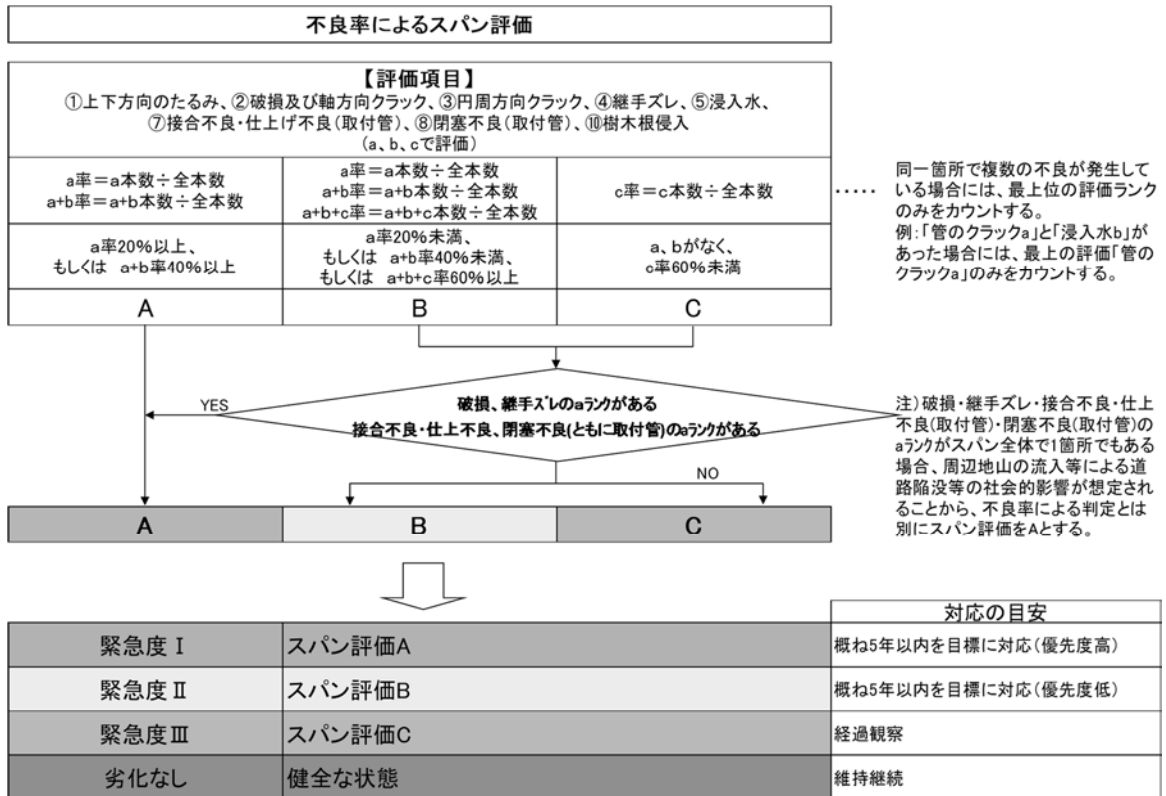 不良率によるスパン評価
【評価項目】
①上下方向のたるみ、②破損及び軸方向クラック、③円周方向クラック、④継手ズレ、⑤浸入水、
⑦接合不良・仕上げ不良(取付管)、⑧閉塞不良(取付管)、⑩樹木根侵入
(a、b、cで評価)
a率=a本数÷全本数
a+b率=a+b本数÷全本数
a率=a本数÷全本数
a+b率=a+b本数÷全本数
a+b+c率=a+b+c本数÷全本数
c率=c本数÷全本数
a率20%以上、
もしくは a+b率40%以上
a率20%未満、
もしくは a+b率40%未満、
もしくは a+b+c率60%以上
a、bがなく、
c率60%未満
A
B
C
‥‥‥
同一箇所で複数の不良が発生して
いる場合には、最上位の評価ランク
のみをカウントする。
例:「管のクラックa」と「浸入水b」が
あった場合には、最上の評価「管の
クラックa」のみをカウントする。
YES
破損、継手ズレのaランクがある
接合不良・仕上不良、閉塞不良(ともに取付管)のaランクがある
NO
注)破損・継手ズレ・接合不良・仕上
不良(取付管)・閉塞不良(取付管)の
aランクがスパン全体で1箇所でもある
場合、周辺地山の流入等による道
路陥没等の社会的影響が想定され
ることから、不良率による判定とは
別にスパン評価をAとする。
A
B
C
対応の目安
緊急度Ⅰ
スパン評価A
概ね5年以内を目標に対応(優先度高)
緊急度Ⅱ
スパン評価B
概ね5年以内を目標に対応(優先度低)
緊急度Ⅲ
スパン評価C
経過観察
劣化なし
健全な状態
維持継続